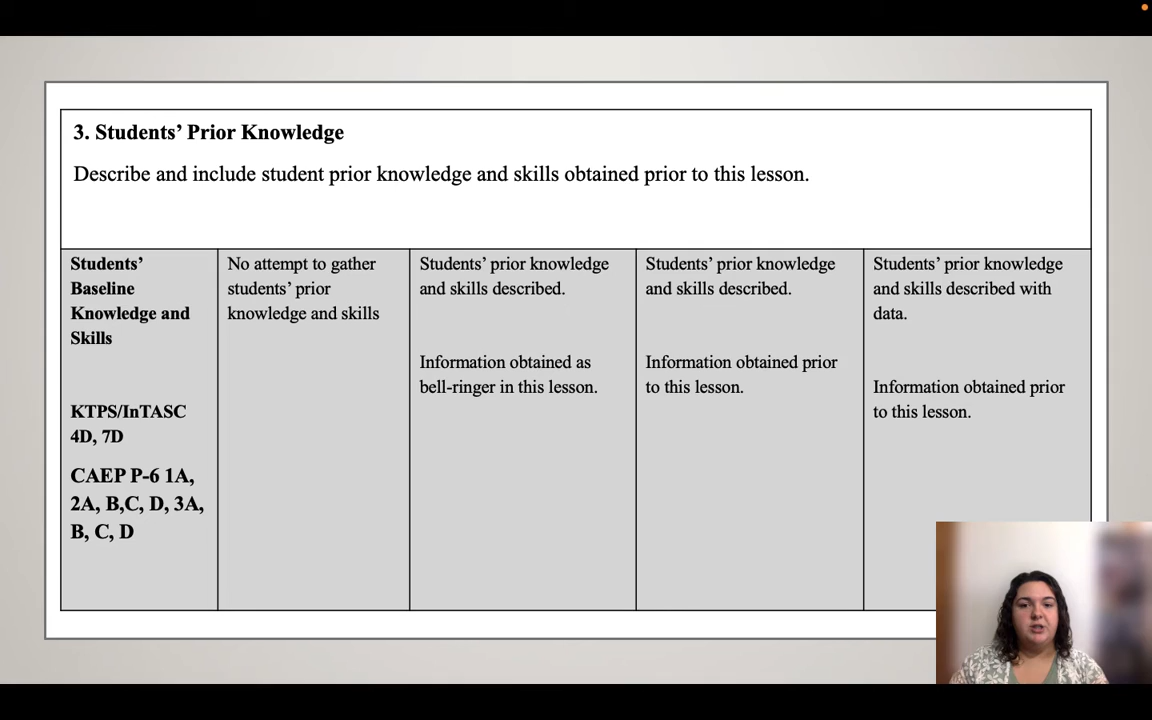 3. Students’ Prior Knowledge
Describe and include student prior knowledge and skills obtained prior to this lesson.
Students’
Baseline
Knowledge and
Skills
KTPS/InTASC
4D, 7D
CAEP P-6 1A,
2A, B,C, D, 3A,
B, C, D
No attempt to gather
students’ prior
knowledge and skills
Students’ prior knowledge
and skills described.
Information obtained as
bell-ringer in this lesson.
Students’ prior knowledge
and skills described.
Information obtained prior
to this lesson.
Students’ prior knowledge
and skills described with
data.
Information obtained prior
to this lesson.